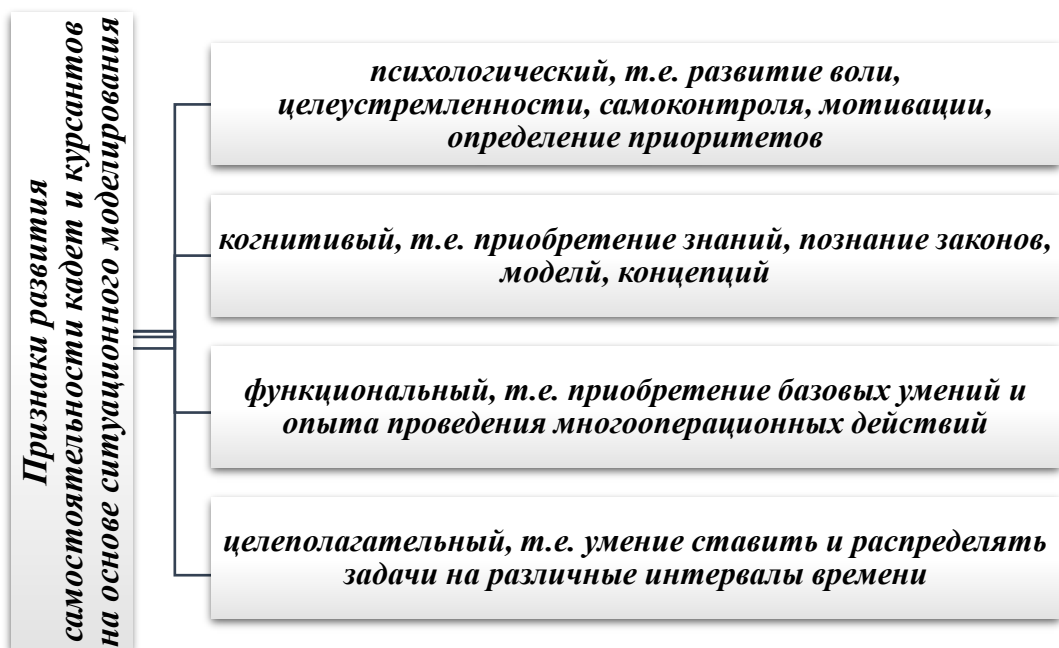 Признаки развития
самостоятельности кадет и курсантов
на основе ситуационного моделирования
психологический, т.е. развитие воли,
целеустремленности, самоконтроля, мотивации,
определение приоритетов
когнитивый, т.е. приобретение знаний, познание законов,
моделй, концепций
функциональный, т.е. приобретение базовых умений и
опыта проведения многооперационных действий
целеполагательный, т.е. умение ставить и распределять
задачи на различные интервалы времени